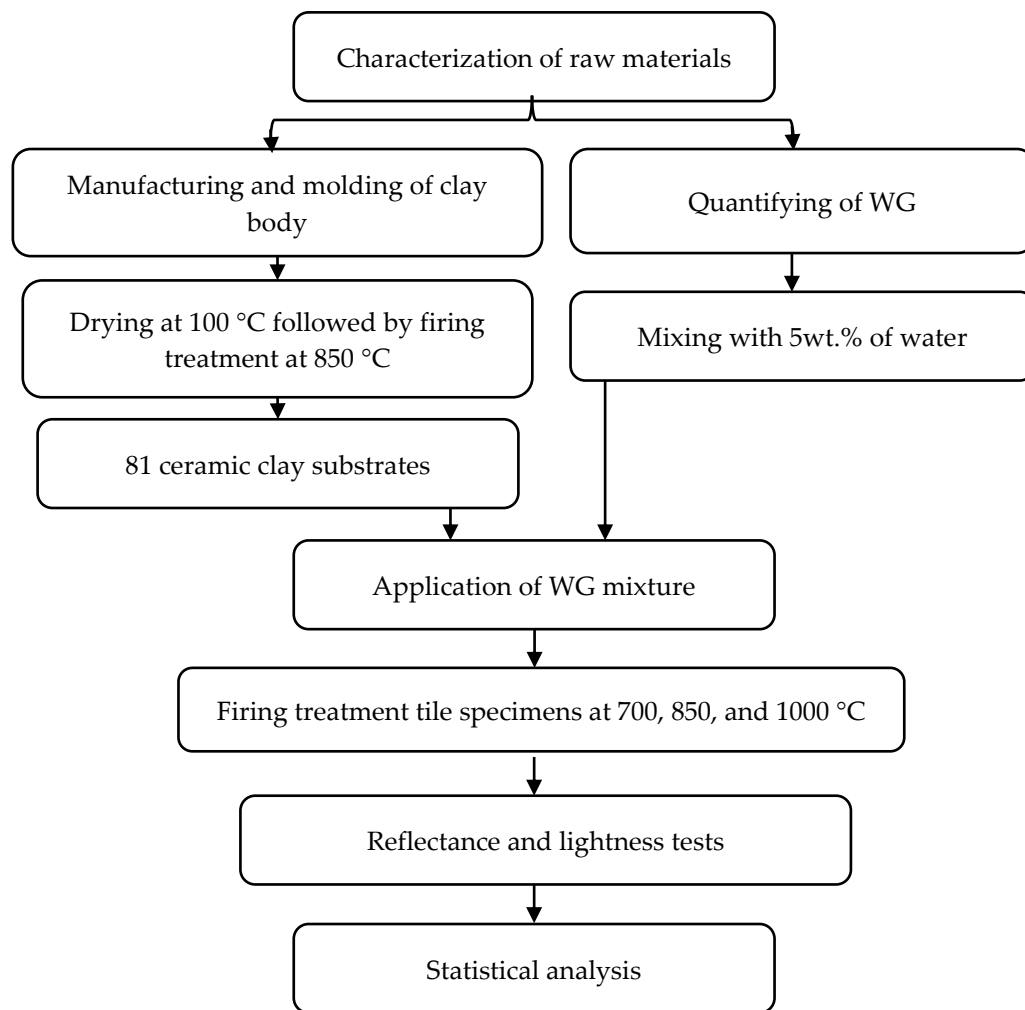 Characterization of raw materials
Manufacturing and molding of clay
body
Quantifying of WG
Drying at 100 °C followed by firing
treatment at 850 °C
Mixing with 5wt.% of water
81 ceramic clay substrates
Application of WG mixture
Firing treatment tile specimens at 700, 850, and 1000 °C
Reflectance and lightness tests
Statistical analysis